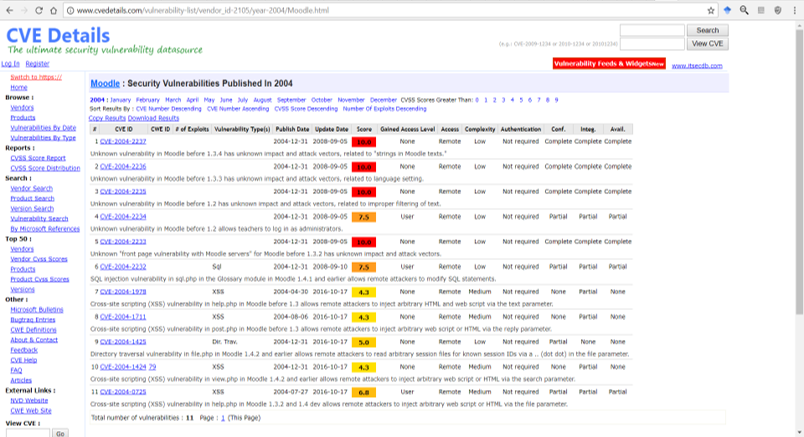 www.cvedetails.com/vulnerability-list/vendor_id-2105/year-2004/Moodle.html
CVE Details
The ultimate security vulnerability datasource
(e.g.: CVE-2009-1234 or 2010-1234 or 20101234)
Search
View CVE
Log In Register
Vulnerability Feeds & WidgetsNew www.itsecdb.com
Switch to https://
Home
Browse :
Vendors
Products
Vulnerabilities By Date
Vulnerabilities By Type
Reports :
CVSS Score Report
CVSS Score Distribution
Search :
Vendor Search
Product Search
Version Search
Vulnerability Search
By Microsoft References
Top 50 :
Vendors
Vendor Cvss Scores
Products
Product Cvss Scores
Versions
Other :
Microsoft Bulletins
Bugtraq Entries
CWE Definitions
About & Contact
Feedback
CVE Help
FAQ
Articles
External Links :
NVD Website
CWE Web Site
View CVE :
Go
Moodle : Security Vulnerabilities Published In 2004
2004 : January February March April May June July August September October November December CVSS Scores Greater Than: 0 1 2 3 4 5 6 7 8 9
Sort Results By : CVE Number Descending CVE Number Ascending CVSS Score Descending Number Of Exploits Descending
Copy Results Download Results
# CVE ID CWE ID # of Exploits Vulnerability Type(s) Publish Date Update Date Score Gained Access Level Access Complexity Authentication Conf. Integ. Avail.
1 CVE-2004-2237 2004-12-31 2008-09-05 10.0 None Remote Low Not required Complete Complete Complete
Unknown vulnerability in Moodle before 1.3.4 has unknown impact and attack vectors, related to "strings in Moodle texts."
2 CVE-2004-2236 2004-12-31 2008-09-05 10.0 None Remote Low Not required Complete Complete Complete
Unknown vulnerability in Moodle before 1.3.3 has unknown impact and attack vectors, related to language setting.
3 CVE-2004-2235 2004-12-31 2008-09-05 10.0 None Remote Low Not required Complete Complete Complete
Unknown vulnerability in Moodle before 1.2 has unknown impact and attack vectors, related to improper filtering of text.
4 CVE-2004-2234 2004-12-31 2008-09-05 7.5 User Remote Low Not required Partial Partial Partial
Unknown vulnerability in Moodle before 1.2 allows teachers to log in as administrators.
5 CVE-2004-2233 2004-12-31 2008-09-05 10.0 None Remote Low Not required Complete Complete Complete
Unknown "front page vulnerability with Moodle servers" for Moodle before 1.3.2 has unknown impact and attack vectors.
6 CVE-2004-2232 Sql 2004-12-31 2008-09-10 7.5 User Remote Low Not required Partial Partial Partial
SQL injection vulnerability in sql.php in the Glossary module in Moodle 1.4.1 and earlier allows remote attackers to modify SQL statements.
7 CVE-2004-1978 XSS 2004-04-30 2016-10-17 4.3 None Remote Medium Not required None Partial None
Cross-site scripting (XSS) vulnerability in help.php in Moodle before 1.3 allows remote attackers to inject arbitrary HTML and web script via the text parameter.
8 CVE-2004-1711 XSS 2004-08-06 2016-10-17 4.3 None Remote Medium Not required None Partial None
Cross-site scripting (XSS) vulnerability in post.php in Moodle before 1.3 allows remote attackers to inject arbitrary web script or HTML via the reply parameter.
9 CVE-2004-1425 Dir. Trav. 2004-12-31 2016-10-17 5.0 None Remote Low Not required Partial None None
Directory traversal vulnerability in file.php in Moodle 1.4.2 and earlier allows remote attackers to read arbitrary session files for known session IDs via a .. (dot dot) in the file parameter.
10 CVE-2004-1424 79 XSS 2004-12-31 2016-10-17 4.3 None Remote Medium Not required None Partial None
Cross-site scripting (XSS) vulnerability in view.php in Moodle 1.4.2 and earlier allows remote attackers to inject arbitrary web script or HTML via the search parameter.
11 CVE-2004-0725 XSS 2004-07-27 2016-10-17 6.8 User Remote Medium Not required Partial Partial Partial
Cross-site scripting (XSS) vulnerability in help.php in Moodle 1.3.2 and 1.4 dev allows remote attackers to inject arbitrary web script or HTML via the file parameter.
Total number of vulnerabilities : 11 Page : 1 (This Page)